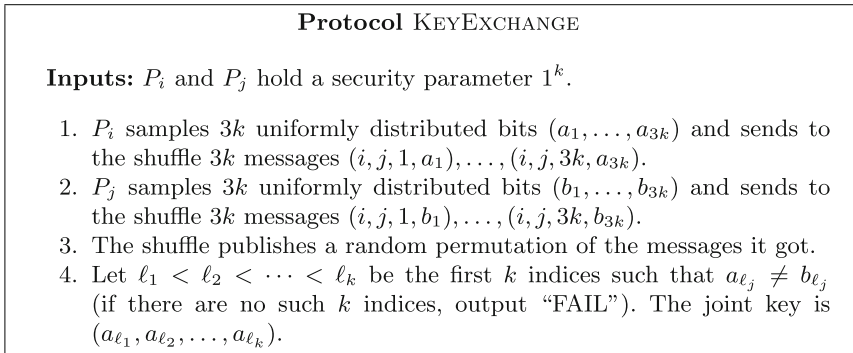 Protocol KEYEXCHANGE
Inputs: P_i and P_j hold a security parameter 1^k.
1. P_i samples 3k uniformly distributed bits (a_1, . . . , a_{3k}) and sends to
the shuffle 3k messages (i, j, 1, a_1), . . . , (i, j, 3k, a_{3k}).
2. P_j samples 3k uniformly distributed bits (b_1, . . . , b_{3k}) and sends to
the shuffle 3k messages (i, j, 1, b_1), . . . , (i, j, 3k, b_{3k}).
3. The shuffle publishes a random permutation of the messages it got.
4. Let ℓ_1 < ℓ_2 < · · · < ℓ_k be the first k indices such that a_{ℓ_j} ≠ b_{ℓ_j}
(if there are no such k indices, output “FAIL”). The joint key is
(a_{ℓ_1}, a_{ℓ_2}, . . . , a_{ℓ_k}).